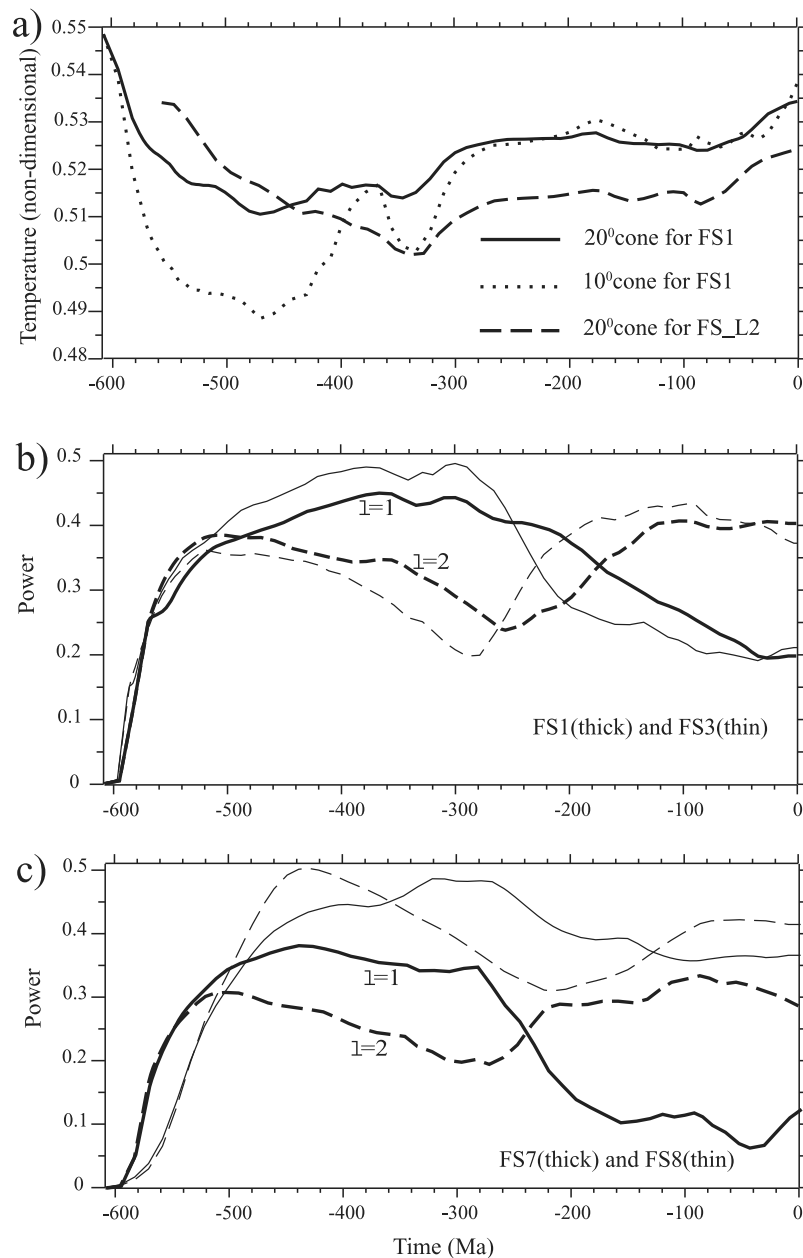 a)
0.55
0.54
0.53
0.52
0.51
0.5
0.49
0.48
Temperature (non-dimensional)
20⁰cone for FS1
10⁰cone for FS1
20⁰cone for FS_L2
-600 -500 -400 -300 -200 -100 0
b)
0.5
0.4
0.3
0.2
0.1
0
Power
l=1
l=2
FS1(thick) and FS3(thin)
-600 -500 -400 -300 -200 -100 0
c)
0.5
0.4
0.3
0.2
0.1
0
Power
l=1
l=2
FS7(thick) and FS8(thin)
-600 -500 -400 -300 -200 -100 0
Time (Ma)